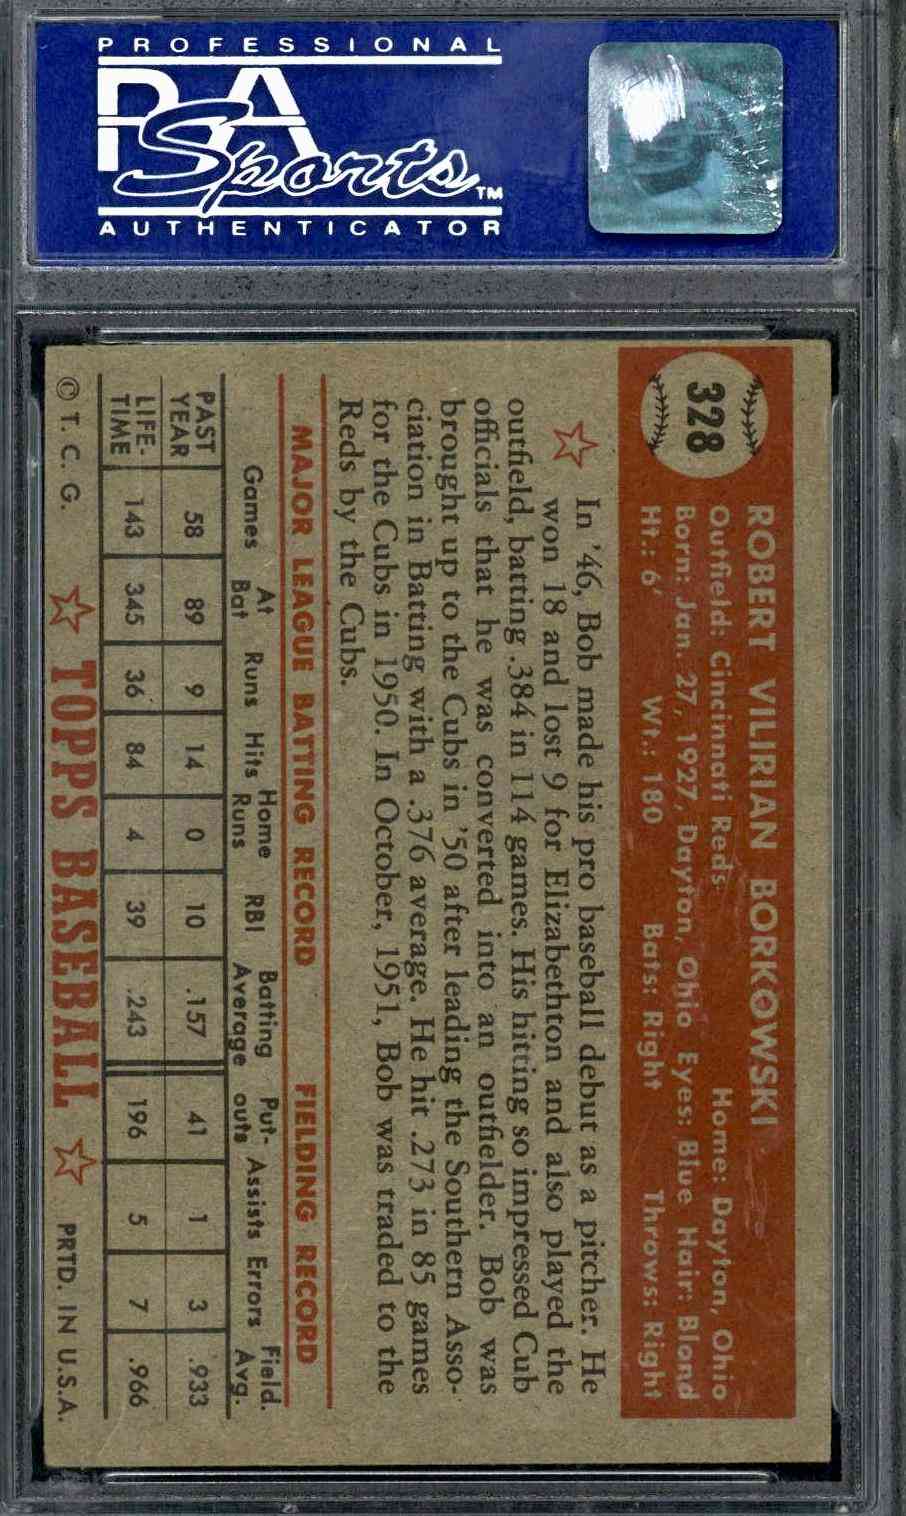 PROFESSIONAL
PSA
Sports™
AUTHENTICATOR
328
ROBERT VILIRIAN BORKOWSKI
Outfield: Cincinnati Reds Home: Dayton, Ohio
Born: Jan. 27, 1927, Dayton, Ohio Eyes: Blue Hair: Blond
Ht.: 6' Wt.: 180 Bats: Right Throws: Right
In '46, Bob made his pro baseball debut as a pitcher. He
won 18 and lost 9 for Elizabethton and also played the
outfield, batting .384 in 114 games. His hitting so impressed Cub
officials that he was converted into an outfielder. Bob was
brought up to the Cubs in '50 after leading the Southern Asso-
ciation in Batting with a .376 average. He hit .273 in 85 games
for the Cubs in 1950. In October, 1951, Bob was traded to the
Reds by the Cubs.
MAJOR LEAGUE BATTING RECORD FIELDING RECORD
Games At Bat Runs Hits Home Runs RBI Batting Average Put-outs Assists Errors Field. Avg.
PAST YEAR 58 89 9 14 0 10 .157 41 1 3 .933
LIFE-TIME 143 345 36 84 4 39 .243 196 5 7 .966
© T. C. G. ☆ TOPPS BASEBALL ☆ PRTD. IN U.S.A.